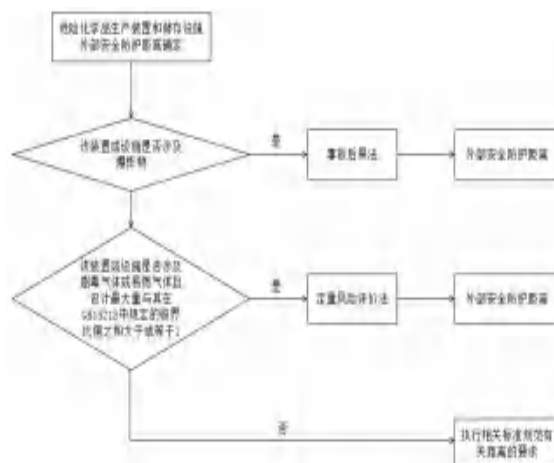 危险化学品生产装置和储存设施
外部安全防护距离确定
该装置或设施是否涉及
爆炸物
是
事故后果法
外部安全防护距离
该装置或设施是否涉及
有毒气体或易燃气体且
设计最大量与其在
GB18218中规定的临界
比值之和大于或等于1
是
定量风险评价法
外部安全防护距离
否
执行相关标准规范有
关距离的要求